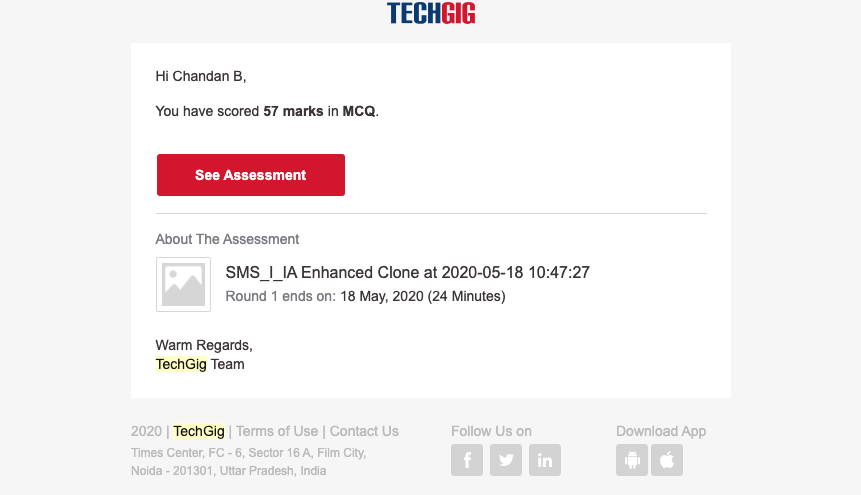 TECHGIG
Hi Chandan B,
You have scored 57 marks in MCQ.
See Assessment
About The Assessment
SMS_I_IA Enhanced Clone at 2020-05-18 10:47:27
Round 1 ends on: 18 May, 2020 (24 Minutes)
Warm Regards,
TechGig Team
2020 | TechGig | Terms of Use | Contact Us
Times Center, FC - 6, Sector 16 A, Film City,
Noida - 201301, Uttar Pradesh, India
Follow Us on
Download App